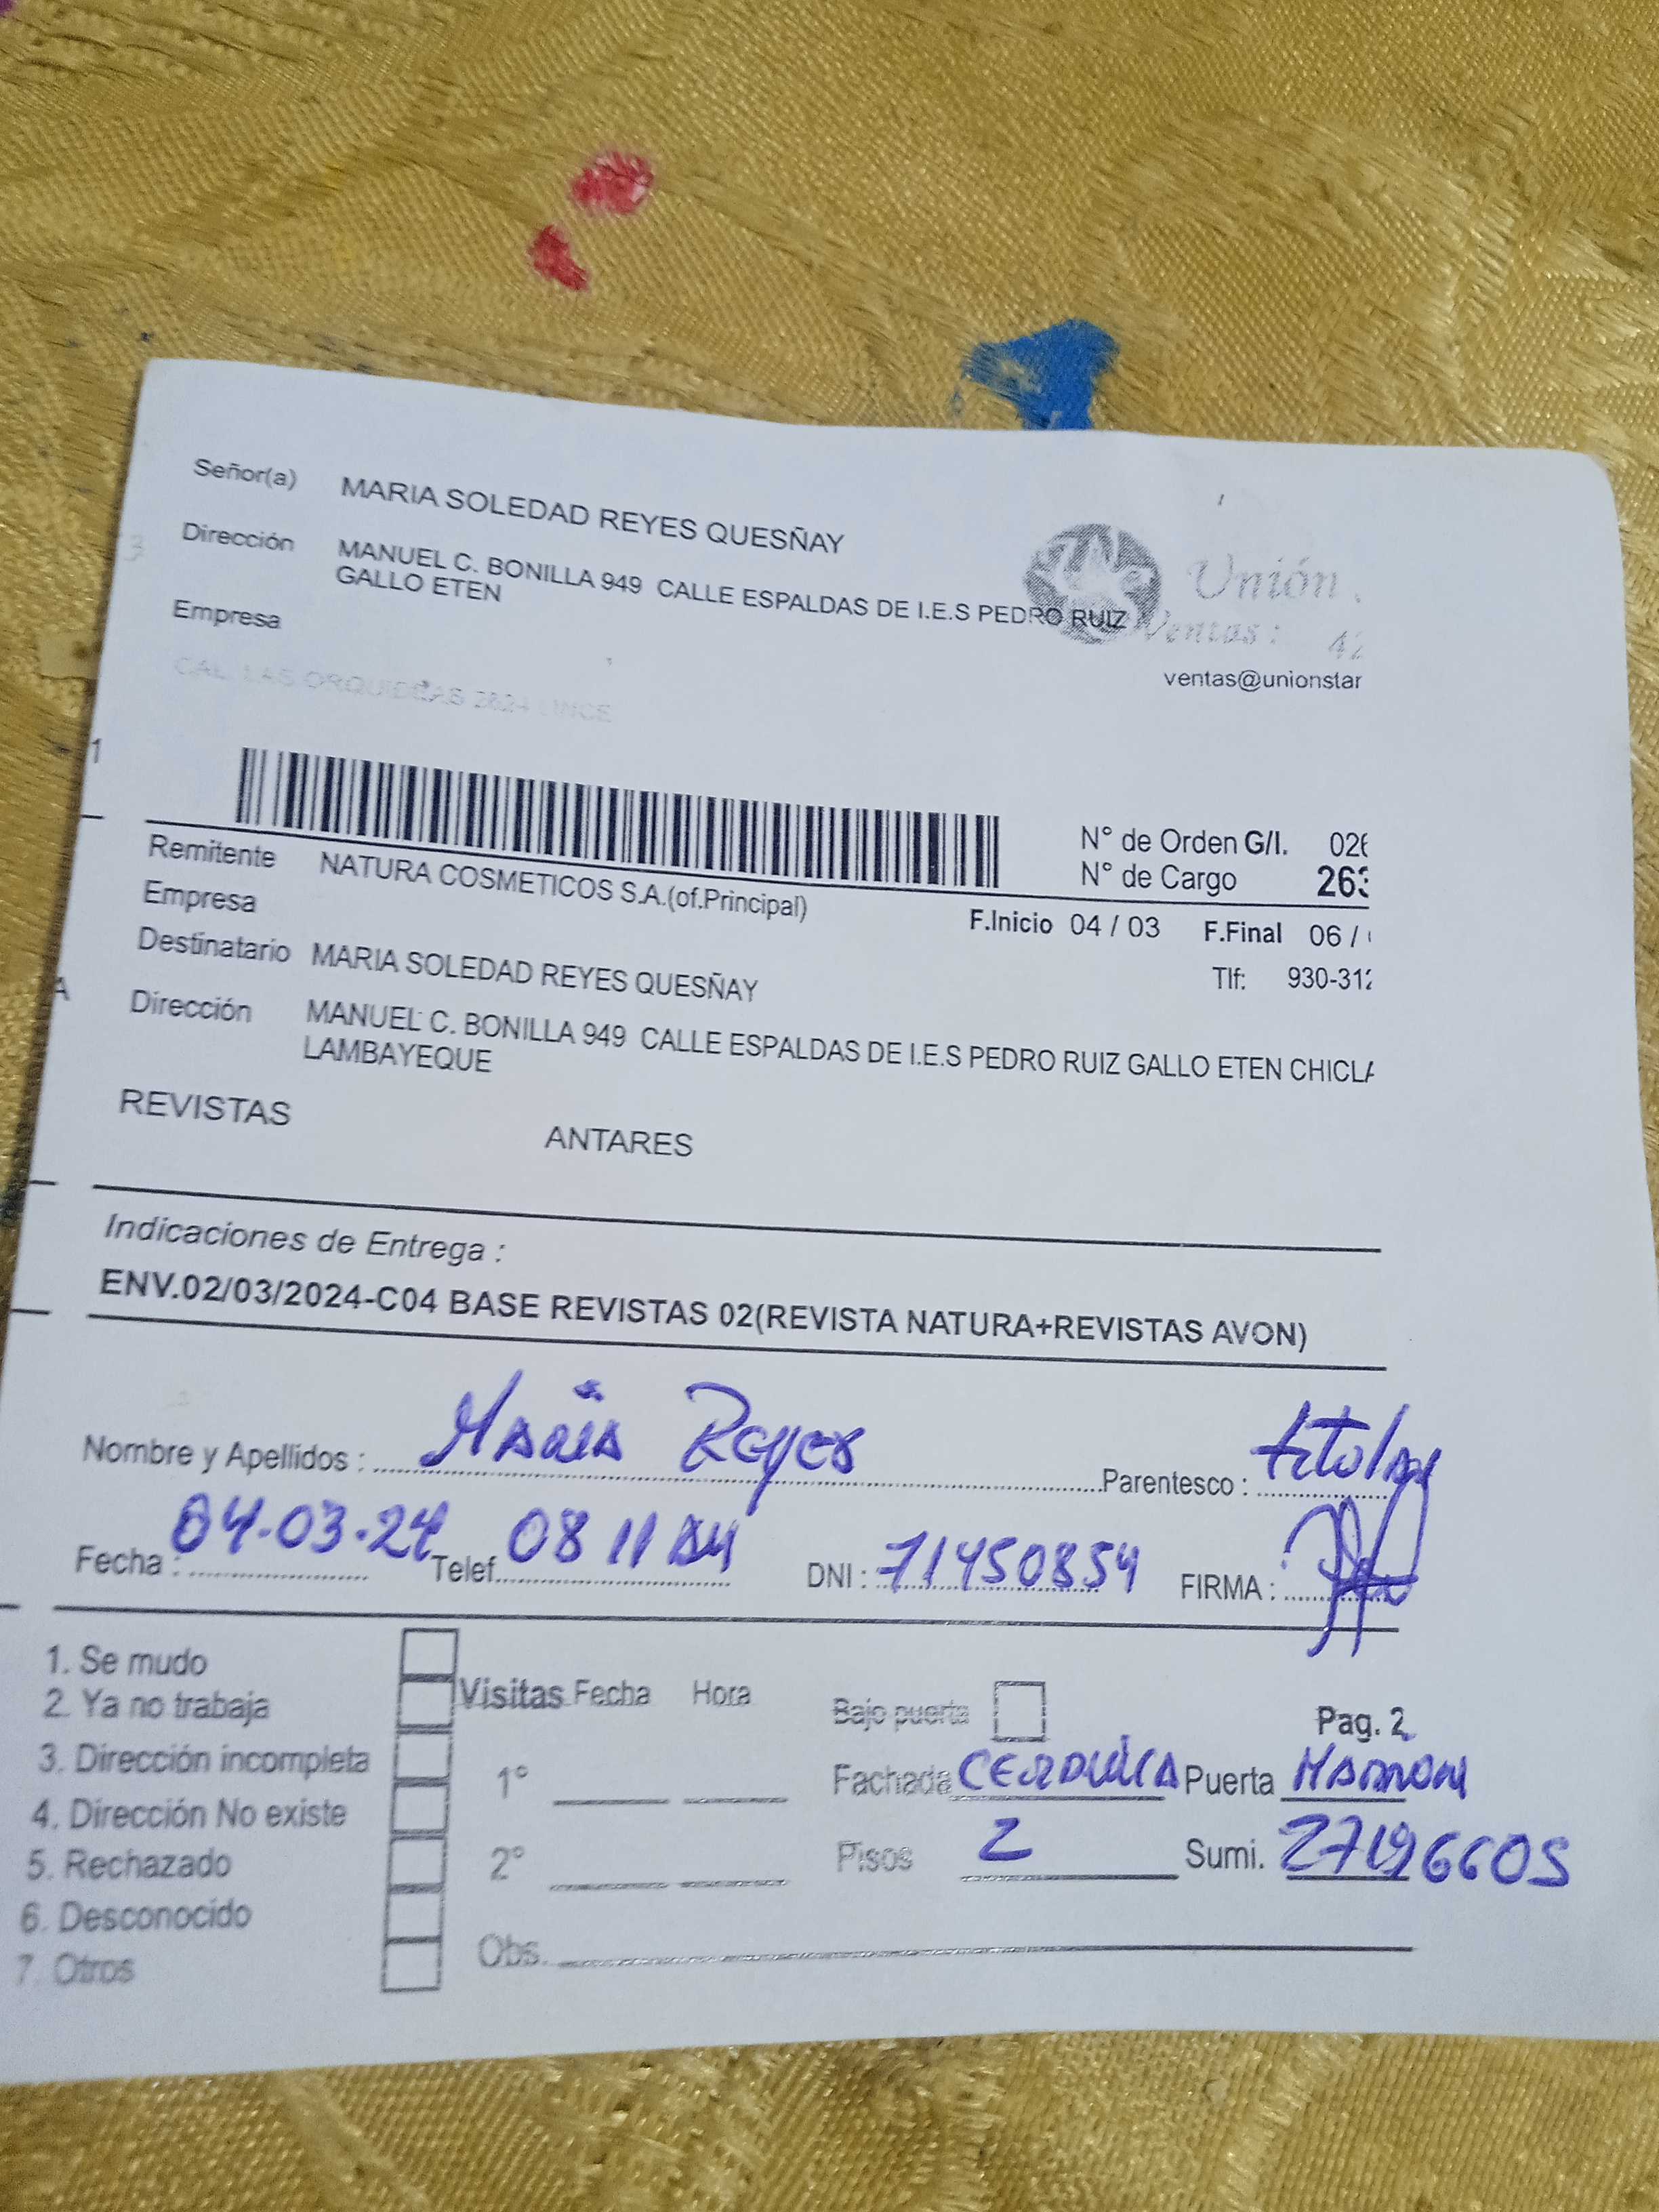 Señor(a) MARIA SOLEDAD REYES QUESÑAY
Dirección MANUEL C. BONILLA 949 CALLE ESPALDAS DE I.E.S PEDRO RUIZ
GALLO ETEN
Empresa
Unión
Ventas: 42
ventas@unionstar
CAL. LAS ORQUIDEAS 2624 LINCE
N° de Orden G/I. 026
N° de Cargo 263
Remitente NATURA COSMETICOS S.A.(of.Principal)
Empresa
F.Inicio 04 / 03 F.Final 06 /
Destinatario MARIA SOLEDAD REYES QUESÑAY
Tlf: 930-312
Dirección MANUEL C. BONILLA 949 CALLE ESPALDAS DE I.E.S PEDRO RUIZ GALLO ETEN CHICLA
LAMBAYEQUE
REVISTAS
ANTARES
Indicaciones de Entrega :
ENV.02/03/2024-C04 BASE REVISTAS 02(REVISTA NATURA+REVISTAS AVON)
Nombre y Apellidos : Maria Reyes Parentesco : titular
Fecha : 04-03-24 Telef. 08 11 AM DNI : 71450854 FIRMA :
1. Se mudo
2. Ya no trabaja
3. Dirección incompleta
4. Dirección No existe
5. Rechazado
6. Desconocido
7. Otros
Visitas Fecha Hora
1°
2°
Obs.
Bajo puerta
Pag. 2
Fachada CERAMICA Puerta MARRON
Pisos 2 Sumi. 27196605